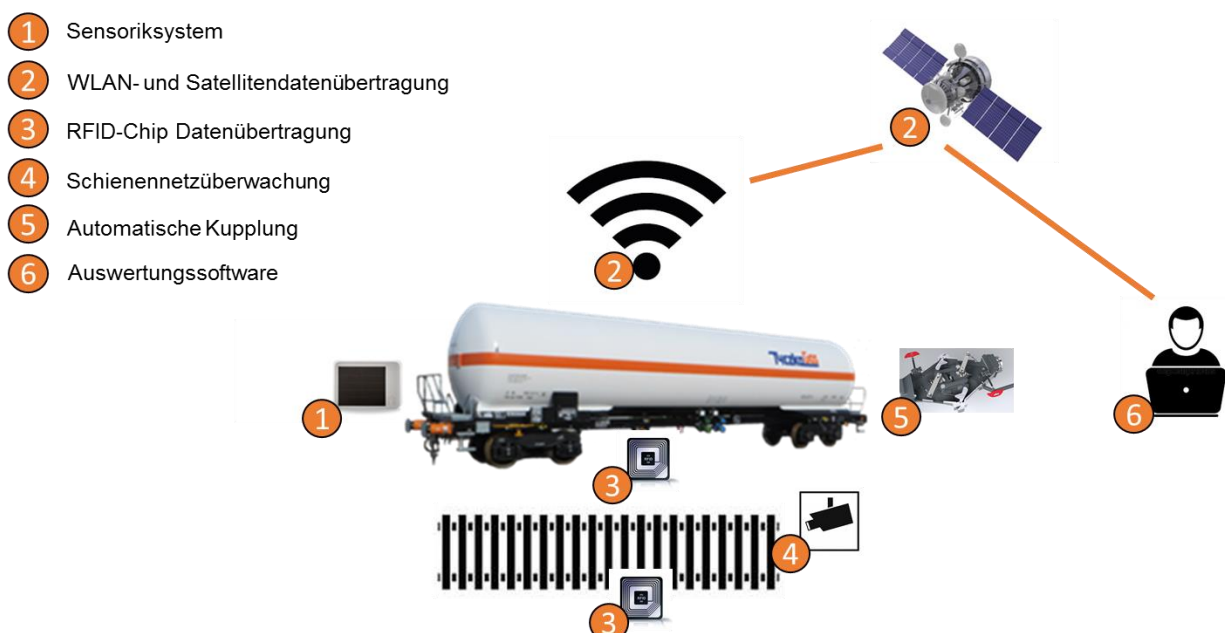 1 Sensoriksystem
2 WLAN- und Satellitendatenübertragung
3 RFID-Chip Datenübertragung
4 Schienennetzüberwachung
5 Automatische Kupplung
6 Auswertungssoftware
2
2
1
5
6
3
4
3